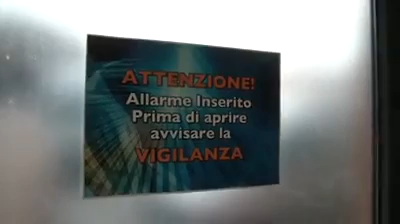 ATTENZIONE!
Allarme Inserito
Prima di aprire
avvisare la
VIGILANZA